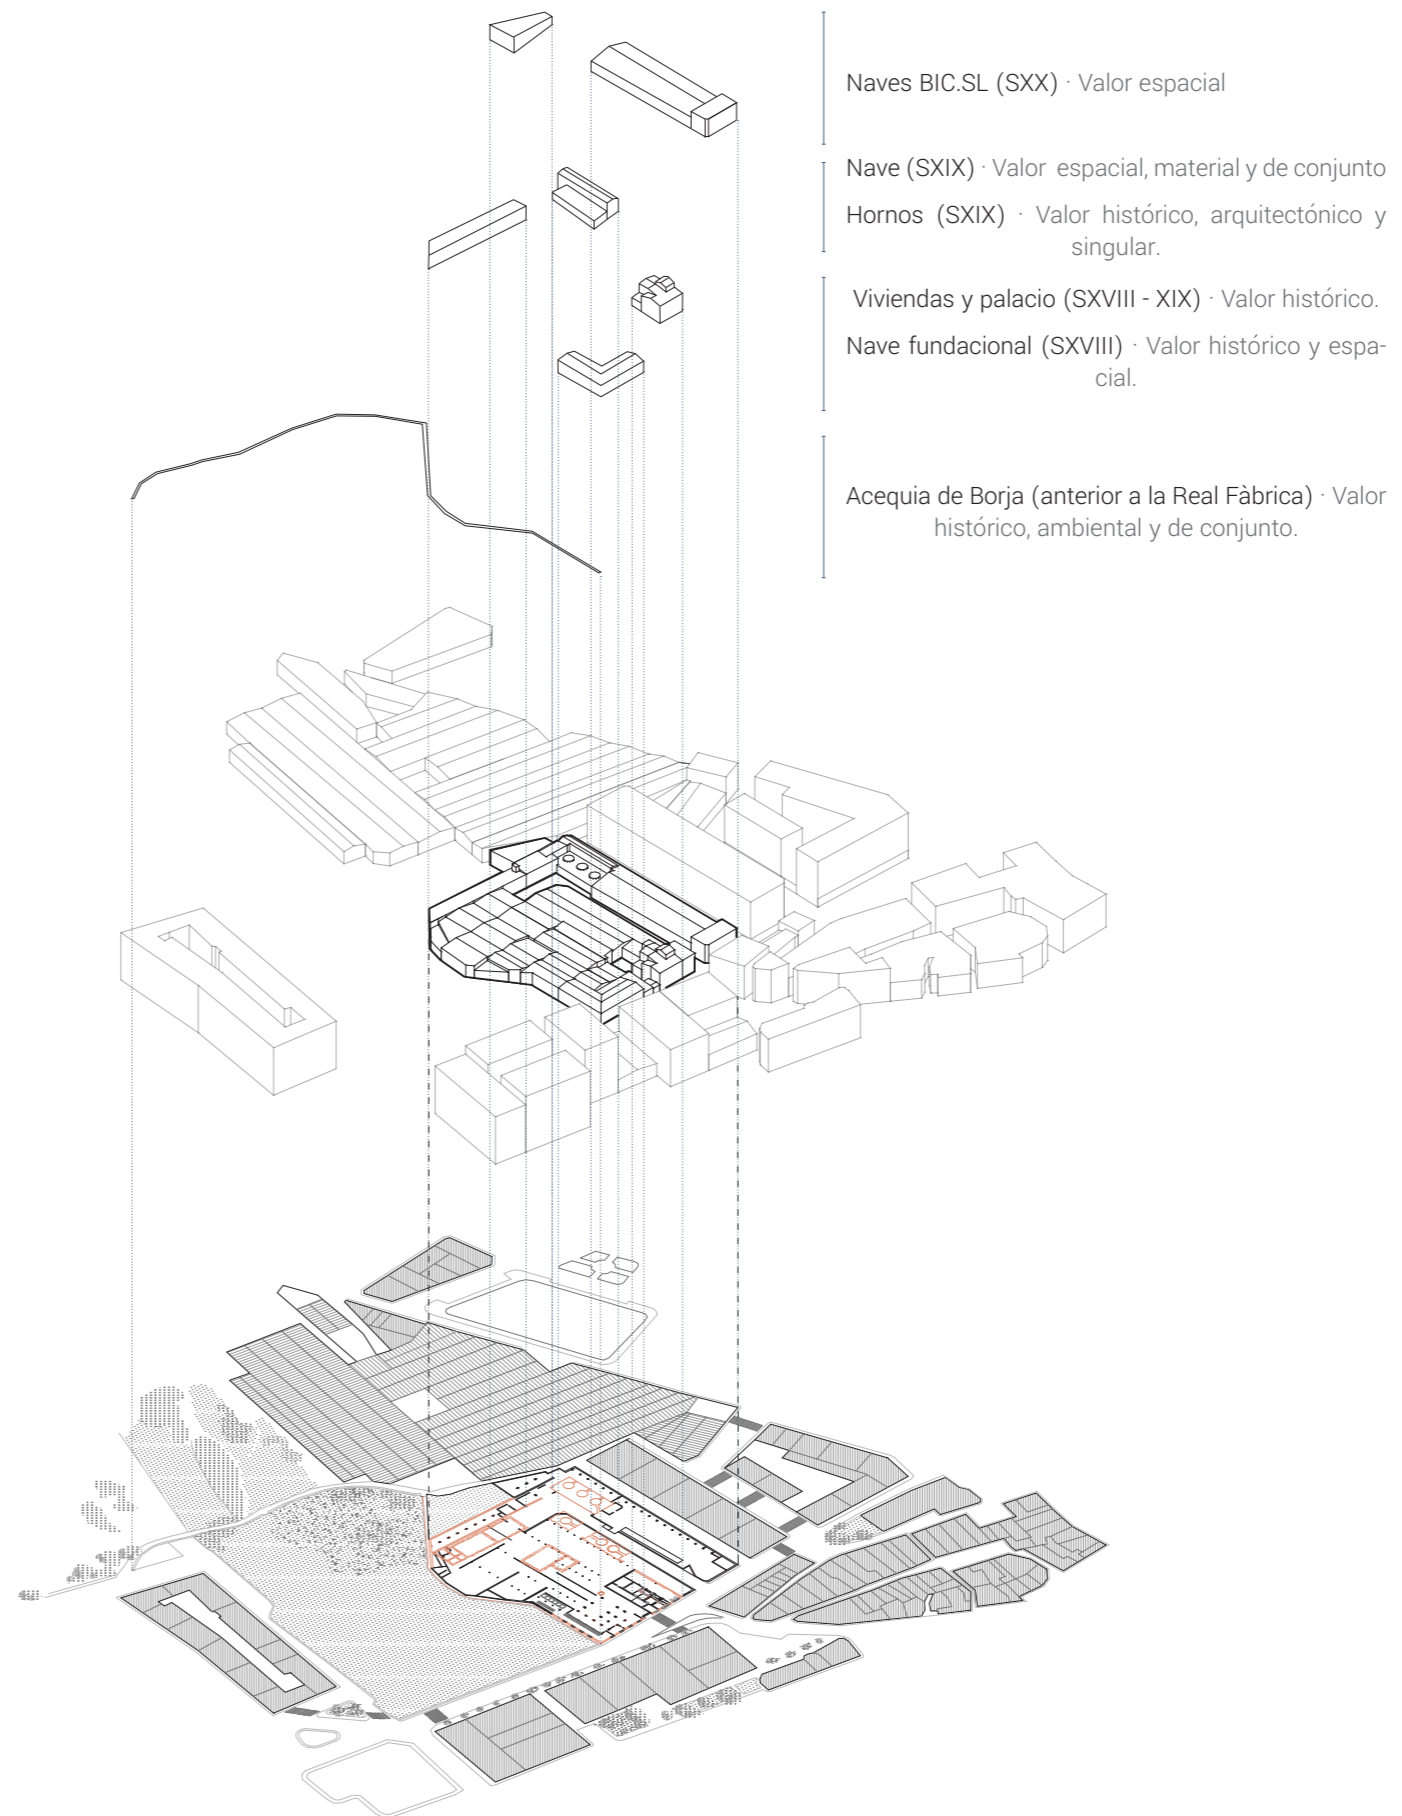 Naves BIC.SL (SXX) · Valor espacial
Nave (SXIX) · Valor espacial, material y de conjunto
Hornos (SXIX) · Valor histórico, arquitectónico y
singular.
Viviendas y palacio (SXVIII - XIX) · Valor histórico.
Nave fundacional (SXVIII) · Valor histórico y espa-
cial.
Acequia de Borja (anterior a la Real Fàbrica) · Valor
histórico, ambiental y de conjunto.